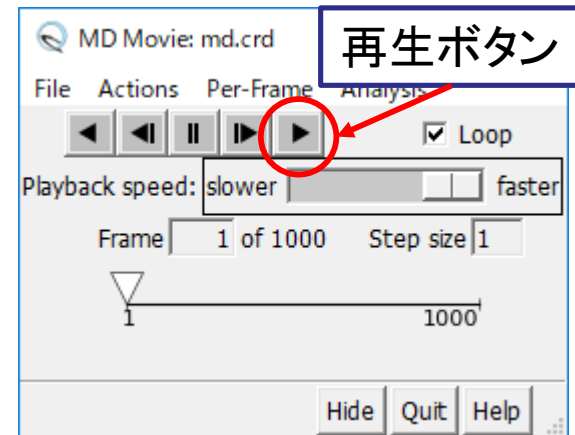 MD Movie: md.crd
再生ボタン
File Actions Per-Frame Analysis
Loop
Playback speed: slower faster
Frame 1 of 1000 Step size 1
1 1000
Hide Quit Help